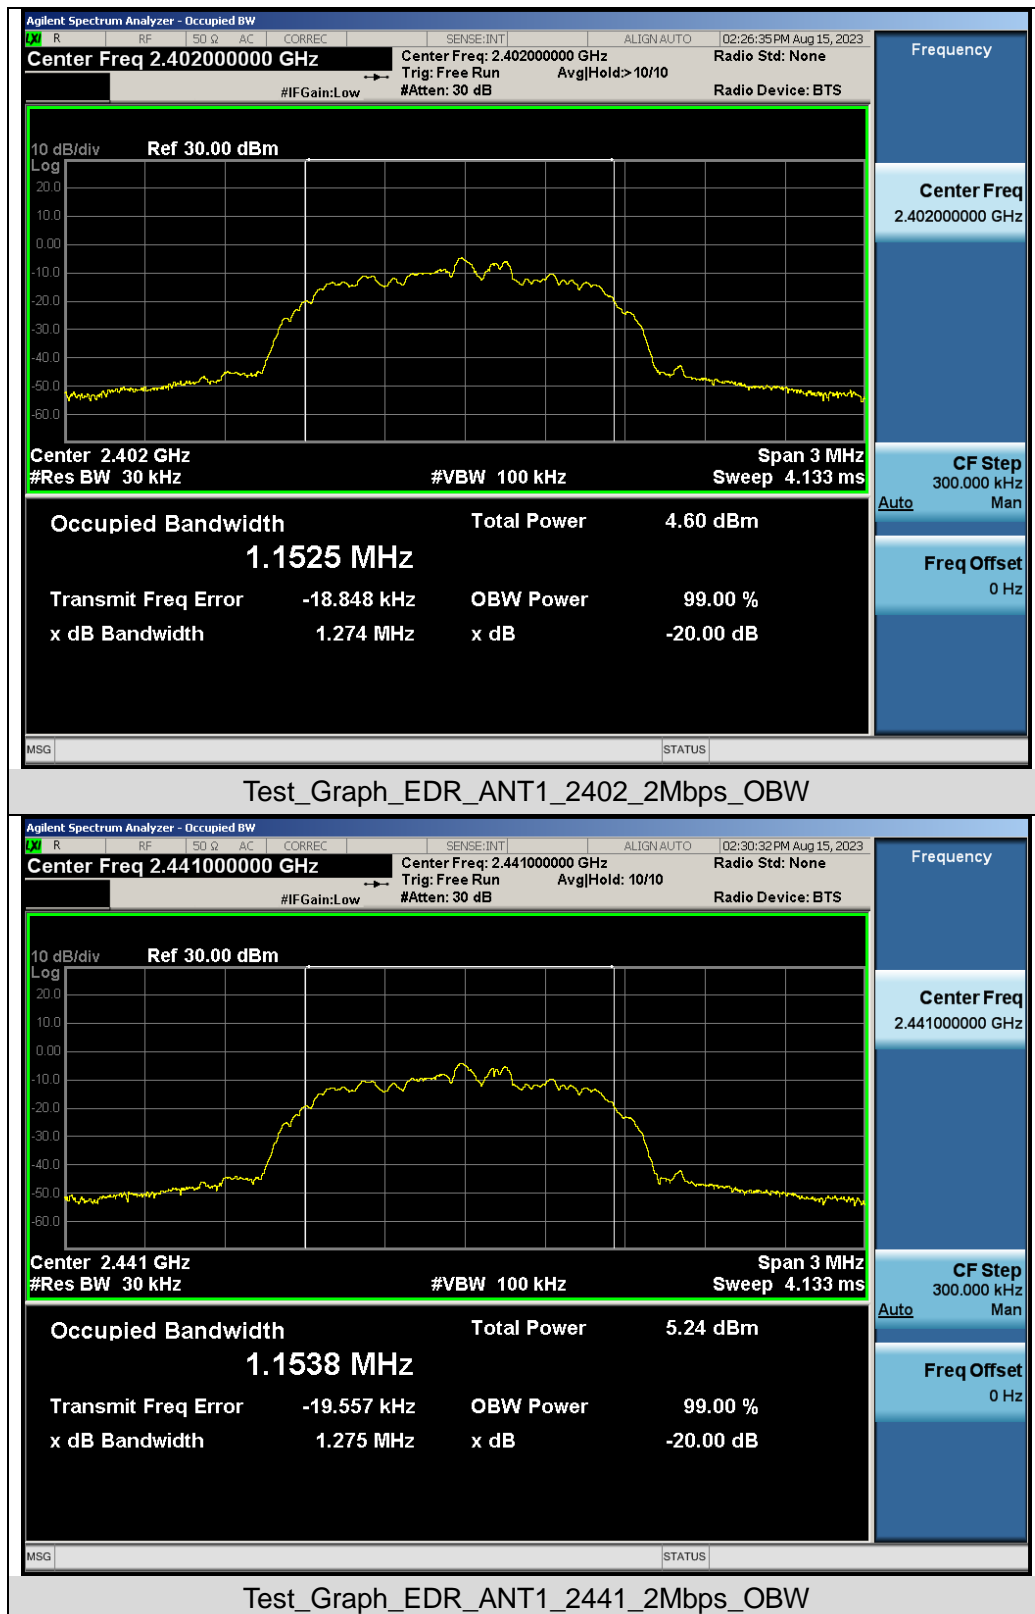 Agilent Spectrum Analyzer - Occupied BW
LXI R RF 50 Ω AC CORREC SENSE:INT ALIGN AUTO 02:26:35 PM Aug 15, 2023
Center Freq 2.402000000 GHz Center Freq: 2.402000000 GHz Radio Std: None
Trig: Free Run Avg|Hold:> 10/10
#IFGain:Low #Atten: 30 dB Radio Device: BTS
10 dB/div Ref 30.00 dBm
Log
20.0
10.0
0.00
-10.0
-20.0
-30.0
-40.0
-50.0
-60.0
Center 2.402 GHz Span 3 MHz
#Res BW 30 kHz #VBW 100 kHz Sweep 4.133 ms
Occupied Bandwidth Total Power 4.60 dBm
1.1525 MHz
Transmit Freq Error -18.848 kHz OBW Power 99.00 %
x dB Bandwidth 1.274 MHz x dB -20.00 dB
MSG STATUS
Frequency
Center Freq
2.402000000 GHz
CF Step
300.000 kHz
Auto Man
Freq Offset
0 Hz
Test_Graph_EDR_ANT1_2402_2Mbps_OBW
Agilent Spectrum Analyzer - Occupied BW
LXI R RF 50 Ω AC CORREC SENSE:INT ALIGN AUTO 02:30:32 PM Aug 15, 2023
Center Freq 2.441000000 GHz Center Freq: 2.441000000 GHz Radio Std: None
Trig: Free Run Avg|Hold: 10/10
#IFGain:Low #Atten: 30 dB Radio Device: BTS
10 dB/div Ref 30.00 dBm
Log
20.0
10.0
0.00
-10.0
-20.0
-30.0
-40.0
-50.0
-60.0
Center 2.441 GHz Span 3 MHz
#Res BW 30 kHz #VBW 100 kHz Sweep 4.133 ms
Occupied Bandwidth Total Power 5.24 dBm
1.1538 MHz
Transmit Freq Error -19.557 kHz OBW Power 99.00 %
x dB Bandwidth 1.275 MHz x dB -20.00 dB
MSG STATUS
Frequency
Center Freq
2.441000000 GHz
CF Step
300.000 kHz
Auto Man
Freq Offset
0 Hz
Test_Graph_EDR_ANT1_2441_2Mbps_OBW